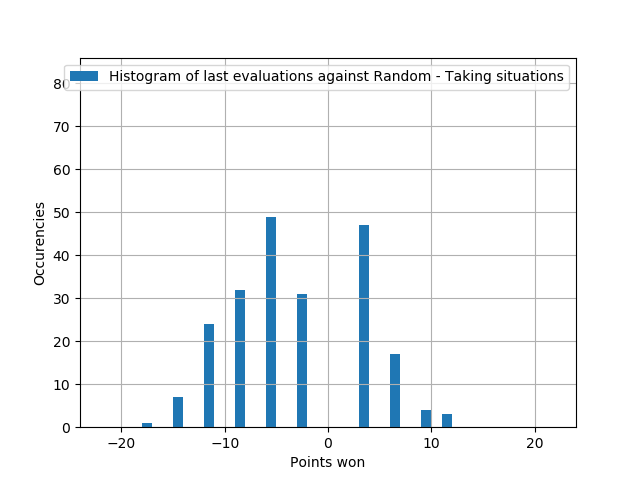 Histogram of last evaluations against Random - Taking situations
80
70
60
50
40
30
20
10
0
Occurencies
−20 −10 0 10 20
Points won